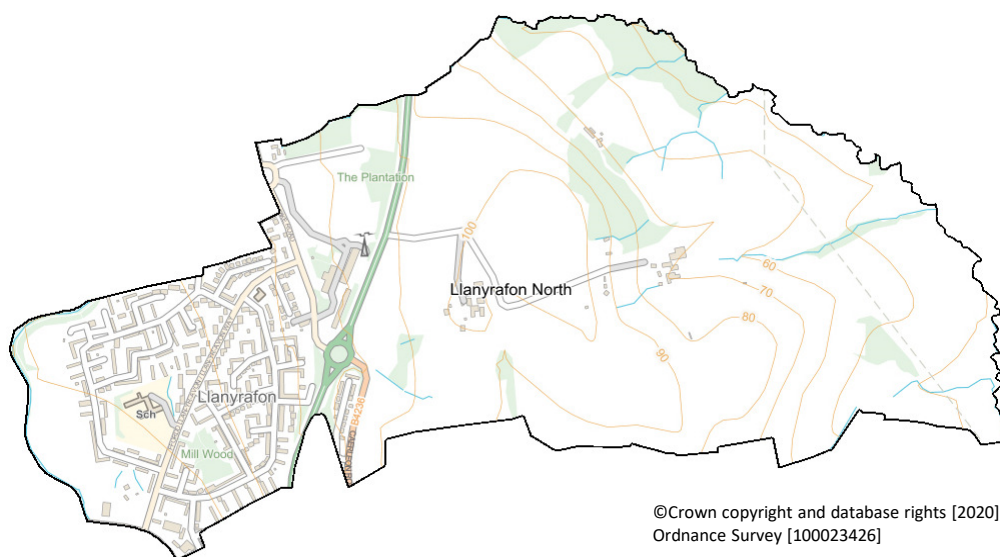 The Plantation
100
Llanyrafon North
60
70
80
90
Llanyrafon
Sch
B4236
Mill Wood
©Crown copyright and database rights [2020]
Ordnance Survey [100023426]